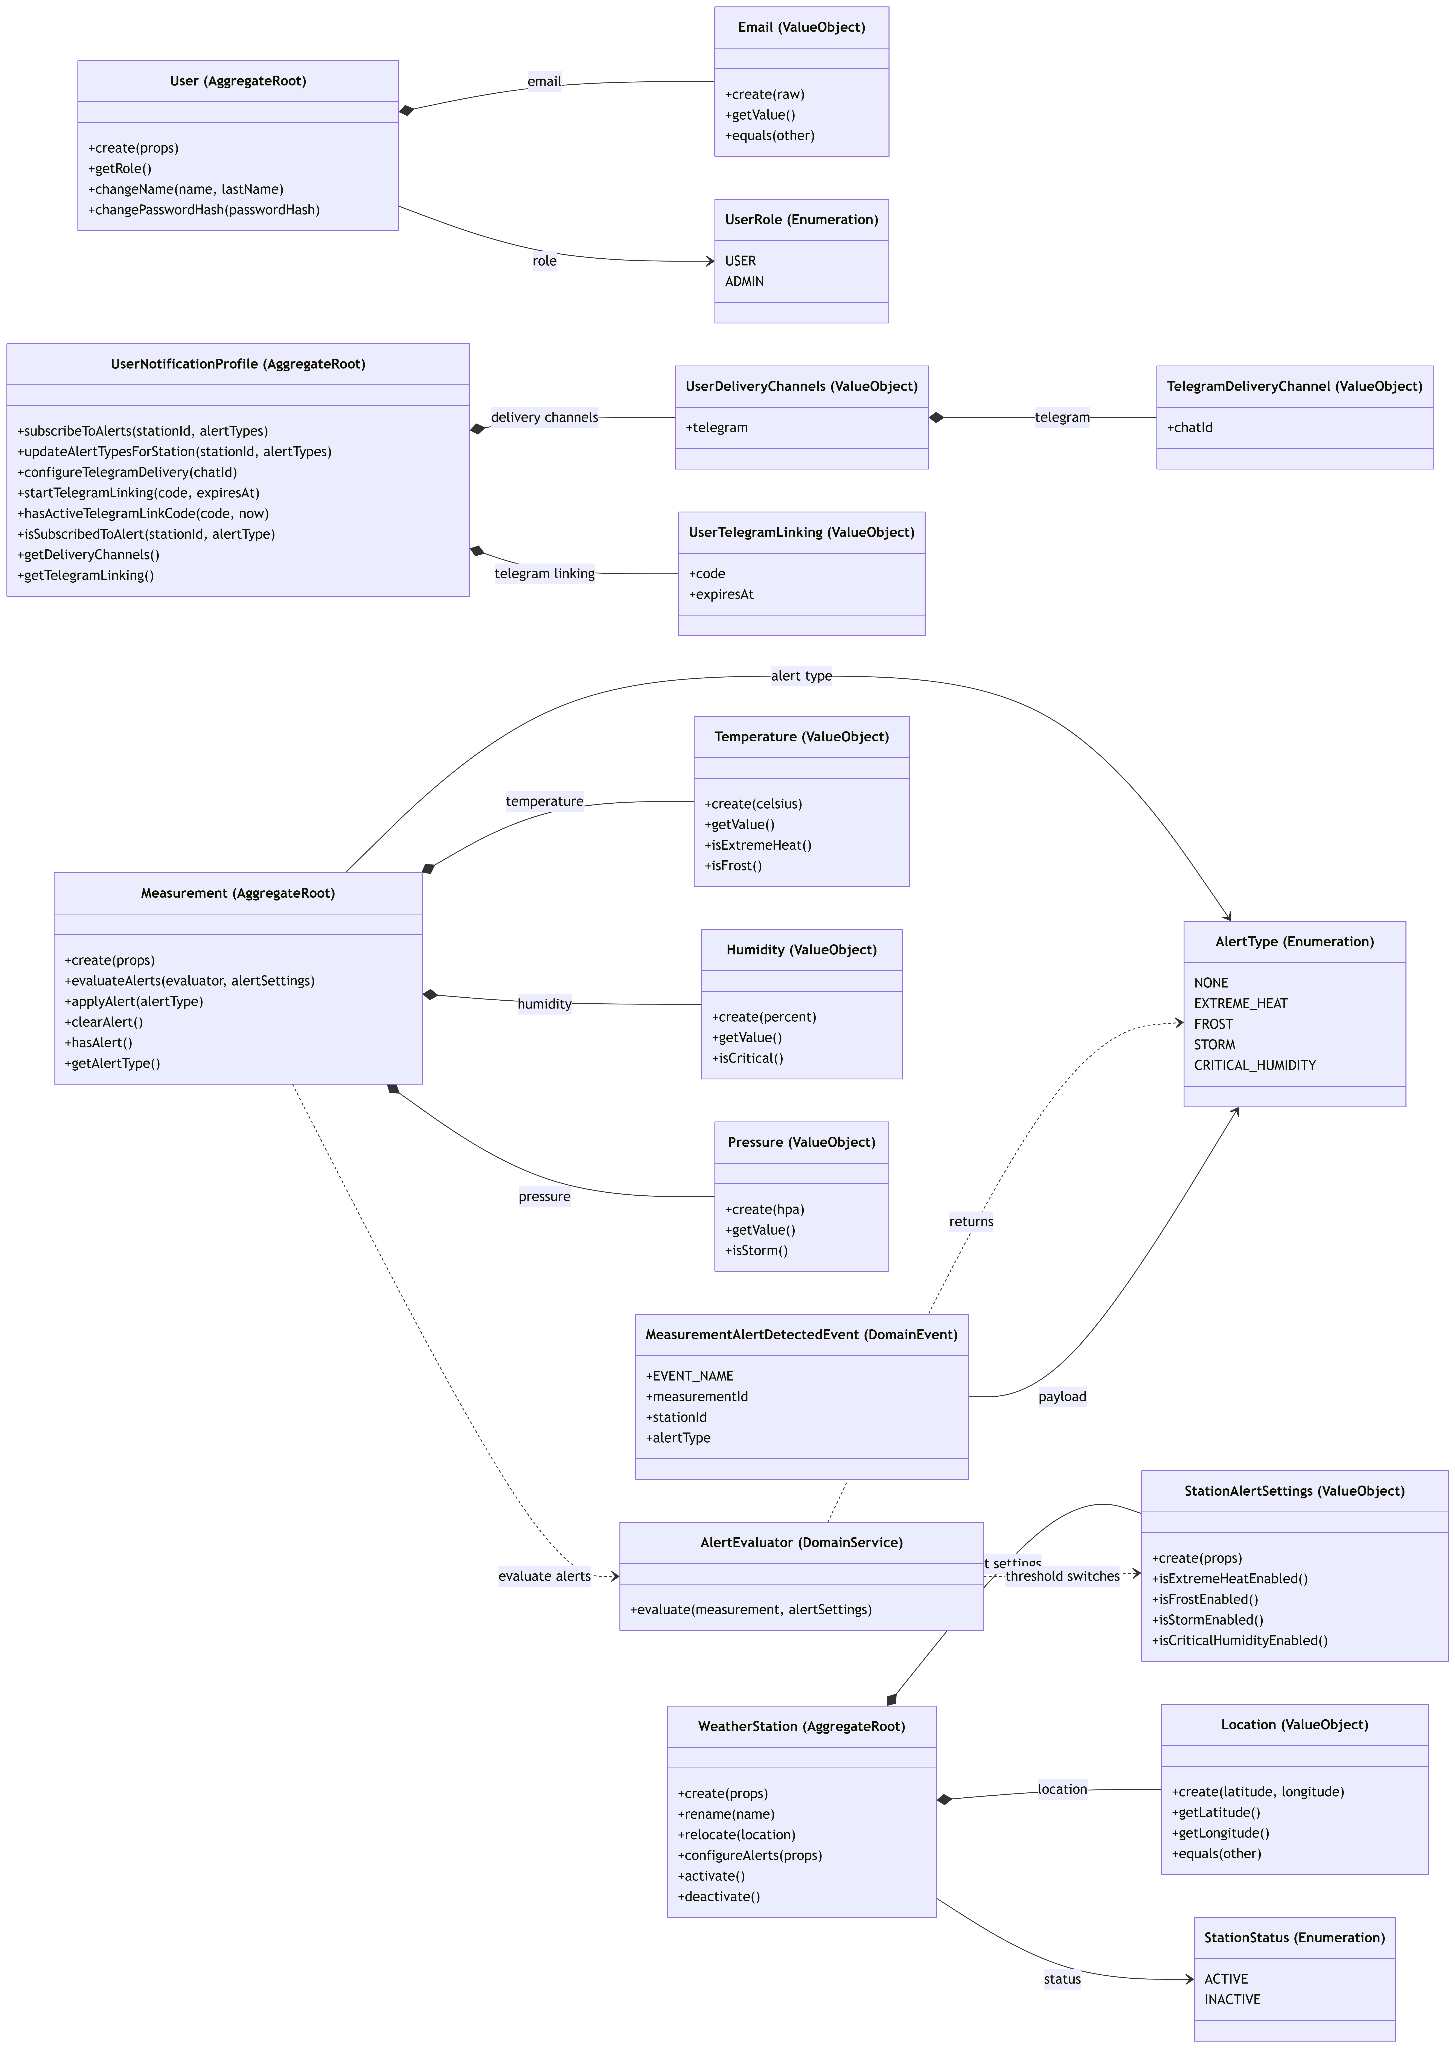 Email (ValueObject)
+create(raw)
+getValue()
+equals(other)
User (AggregateRoot)
+create(props)
+getRole()
+changeName(name, lastName)
+changePasswordHash(passwordHash)
email
role
UserRole (Enumeration)
USER
ADMIN
UserNotificationProfile (AggregateRoot)
+subscribeToAlerts(stationId, alertTypes)
+updateAlertTypesForStation(stationId, alertTypes)
+configureTelegramDelivery(chatId)
+startTelegramLinking(code, expiresAt)
+hasActiveTelegramLinkCode(code, now)
+isSubscribedToAlert(stationId, alertType)
+getDeliveryChannels()
+getTelegramLinking()
delivery channels
UserDeliveryChannels (ValueObject)
+telegram
telegram
TelegramDeliveryChannel (ValueObject)
+chatId
telegram linking
UserTelegramLinking (ValueObject)
+code
+expiresAt
alert type
Temperature (ValueObject)
+create(celsius)
+getValue()
+isExtremeHeat()
+isFrost()
temperature
Measurement (AggregateRoot)
+create(props)
+evaluateAlerts(evaluator, alertSettings)
+applyAlert(alertType)
+clearAlert()
+hasAlert()
+getAlertType()
humidity
Humidity (ValueObject)
+create(percent)
+getValue()
+isCritical()
AlertType (Enumeration)
NONE
EXTREME_HEAT
FROST
STORM
CRITICAL_HUMIDITY
pressure
Pressure (ValueObject)
+create(hpa)
+getValue()
+isStorm()
returns
MeasurementAlertDetectedEvent (DomainEvent)
+EVENT_NAME
+measurementId
+stationId
+alertType
payload
evaluate alerts
AlertEvaluator (DomainService)
+evaluate(measurement, alertSettings)
t settings
threshold switches
StationAlertSettings (ValueObject)
+create(props)
+isExtremeHeatEnabled()
+isFrostEnabled()
+isStormEnabled()
+isCriticalHumidityEnabled()
WeatherStation (AggregateRoot)
+create(props)
+rename(name)
+relocate(location)
+configureAlerts(props)
+activate()
+deactivate()
location
Location (ValueObject)
+create(latitude, longitude)
+getLatitude()
+getLongitude()
+equals(other)
status
StationStatus (Enumeration)
ACTIVE
INACTIVE